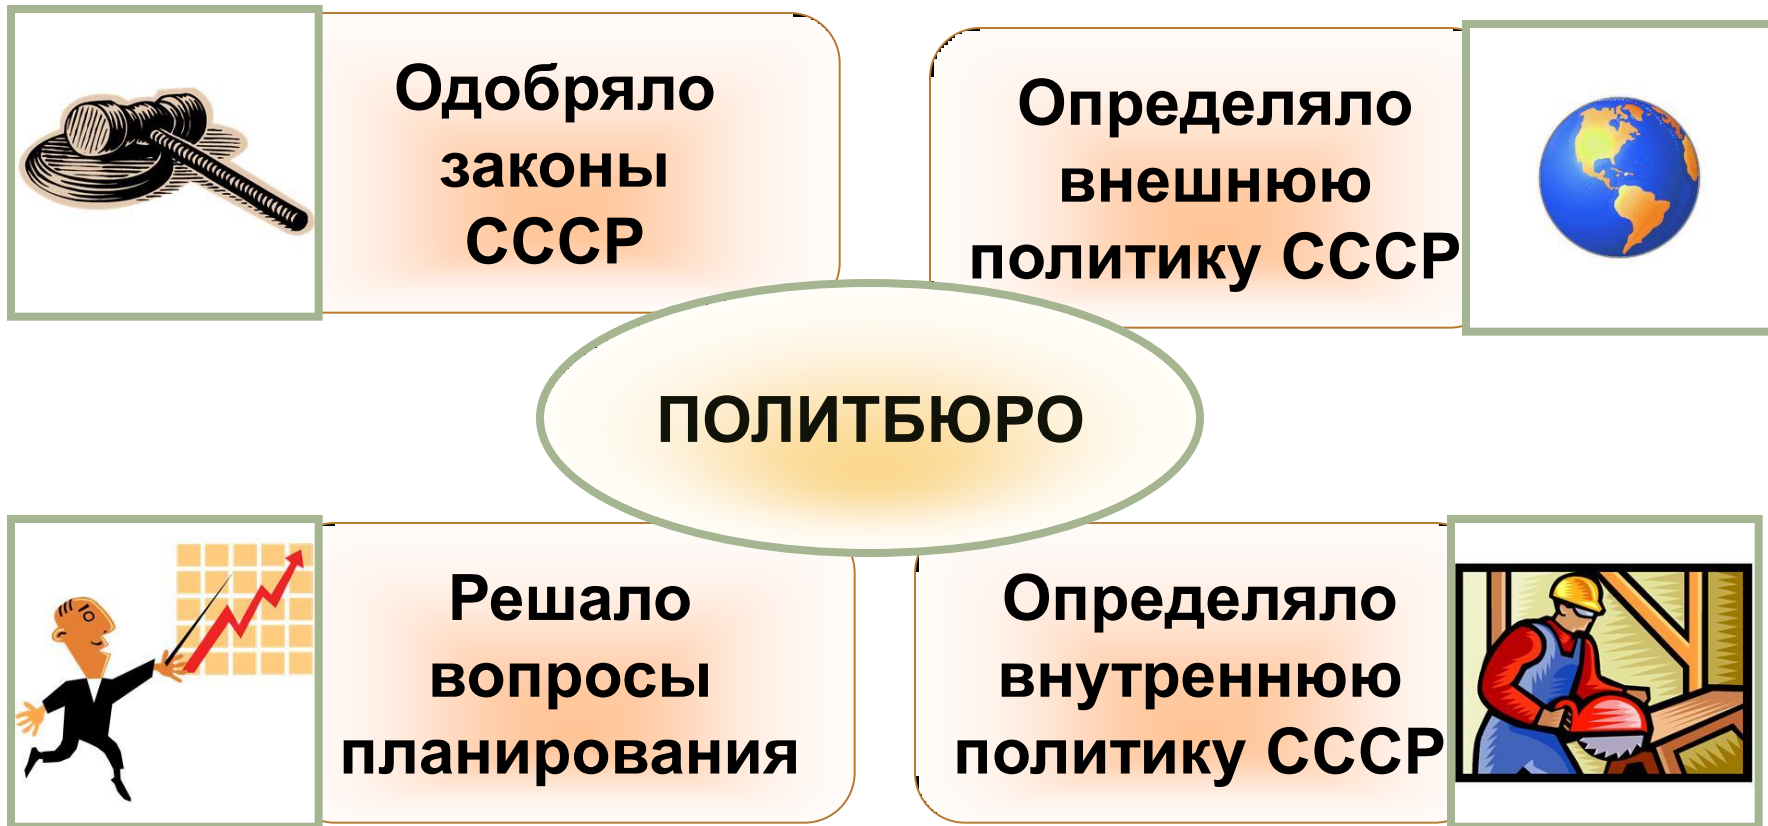 Одобряло
законы
СССР
Определяло
внешнюю
политику СССР
ПОЛИТБЮРО
Решало
вопросы
планирования
Определяло
внутреннюю
политику СССР